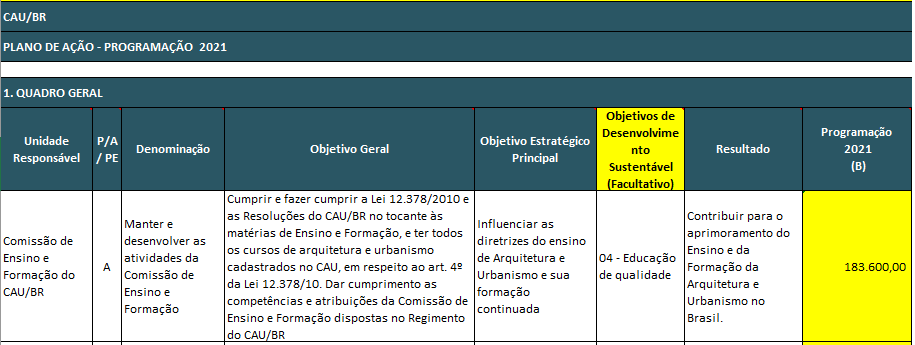 CAU/BR
PLANO DE AÇÃO - PROGRAMAÇÃO 2021
1. QUADRO GERAL
Unidade
Responsável
P/A
/ PE
Denominação
Objetivo Geral
Objetivo Estratégico
Principal
Objetivos de
Desenvolvime
nto
Sustentável
(Facultativo)
Resultado
Programação
2021
(B)
Comissão de
Ensino e
Formação do
CAU/BR
A
Manter e
desenvolver as
atividades da
Comissão de
Ensino e
Formação
Cumprir e fazer cumprir a Lei 12.378/2010 e
as Resoluções do CAU/BR no tocante às
matérias de Ensino e Formação, e ter todos
os cursos de arquitetura e urbanismo
cadastrados no CAU, em respeito ao art. 4º
da Lei 12.378/10. Dar cumprimento as
competências e atribuições da Comissão de
Ensino e Formação dispostas no Regimento
do CAU/BR
Influenciar as
diretrizes do ensino
de Arquitetura e
Urbanismo e sua
formação
continuada
04 - Educação
de qualidade
Contribuir para o
aprimoramento do
Ensino e da
Formação da
Arquitetura e
Urbanismo no
Brasil.
183.600,00